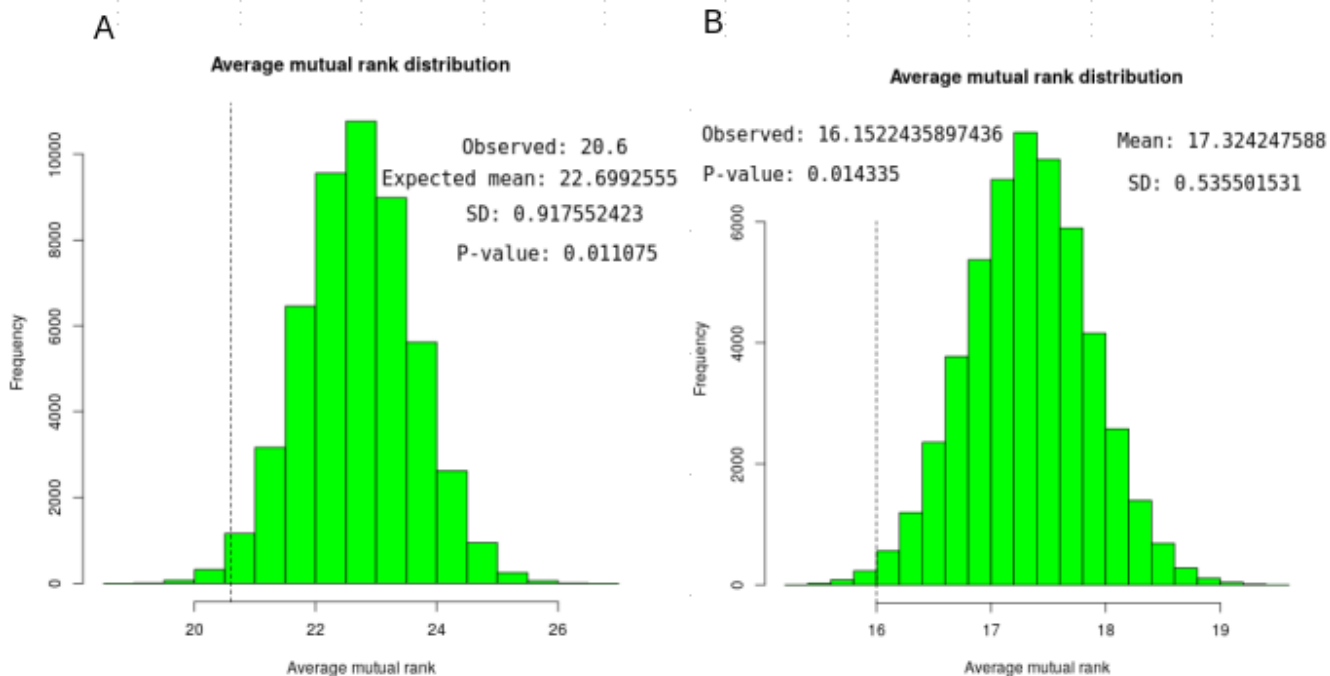 A
Average mutual rank distribution
Observed: 20.6
Expected mean: 22.6992555
SD: 0.917552423
P-value: 0.011075
Frequency
0
2000
4000
6000
8000
10000
20 22 24 26
Average mutual rank
B
Average mutual rank distribution
Observed: 16.1522435897436
P-value: 0.014335
Mean: 17.324247588
SD: 0.535501531
Frequency
0
2000
4000
6000
16 17 18 19
Average mutual rank